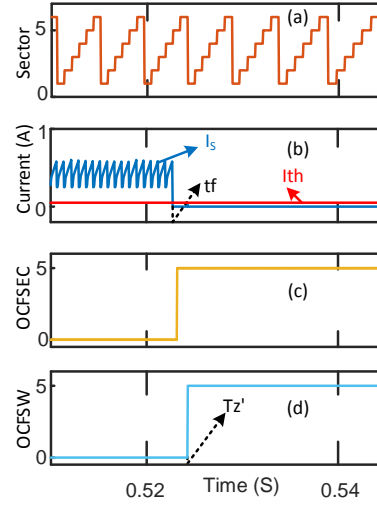 (a)
5
0
Sector
1
(b)
Is
tf
Ith
0
Current (A)
5
(c)
0
OCFSEC
5
(d)
Tz'
0
OCFSW
0.52
Time (S)
0.54